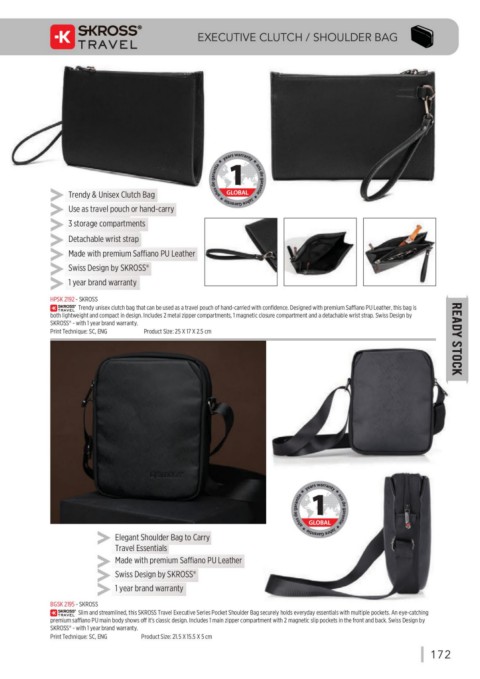 SKROSS®
TRAVEL
EXECUTIVE CLUTCH / SHOULDER BAG
years warranty
1
GLOBAL
Trendy & Unisex Clutch Bag
Use as travel pouch or hand-carry
3 storage compartments
Detachable wrist strap
Made with premium Saffiano PU Leather
Swiss Design by SKROSS®
1 year brand warranty
HPSK 2192 - SKROSS
SKROSS® TRAVEL Trendy unisex clutch bag that can be used as a travel pouch of hand-carried with confidence. Designed with premium Saffiano PU Leather, this bag is
both lightweight and compact in design. Includes 2 metal zipper compartments, 1 magnetic closure compartment and a detachable wrist strap. Swiss Design by
SKROSS® - with 1 year brand warranty.
Print Technique: SC, ENG Product Size: 25 X 17 X 2.5 cm
READY STOCK
years warranty
1
GLOBAL
Elegant Shoulder Bag to Carry
Travel Essentials
Made with premium Saffiano PU Leather
Swiss Design by SKROSS®
1 year brand warranty
BGSK 2195 - SKROSS
SKROSS® TRAVEL Slim and streamlined, this SKROSS Travel Executive Series Pocket Shoulder Bag securely holds everyday essentials with multiple pockets. An eye-catching
premium saffiano PU main body shows off it's classic design. Includes 1 main zipper compartment with 2 magnetic slip pockets in the front and back. Swiss Design by
SKROSS® - with 1 year brand warranty.
Print Technique: SC, ENG Product Size: 21.5 X 15.5 X 5 cm
172